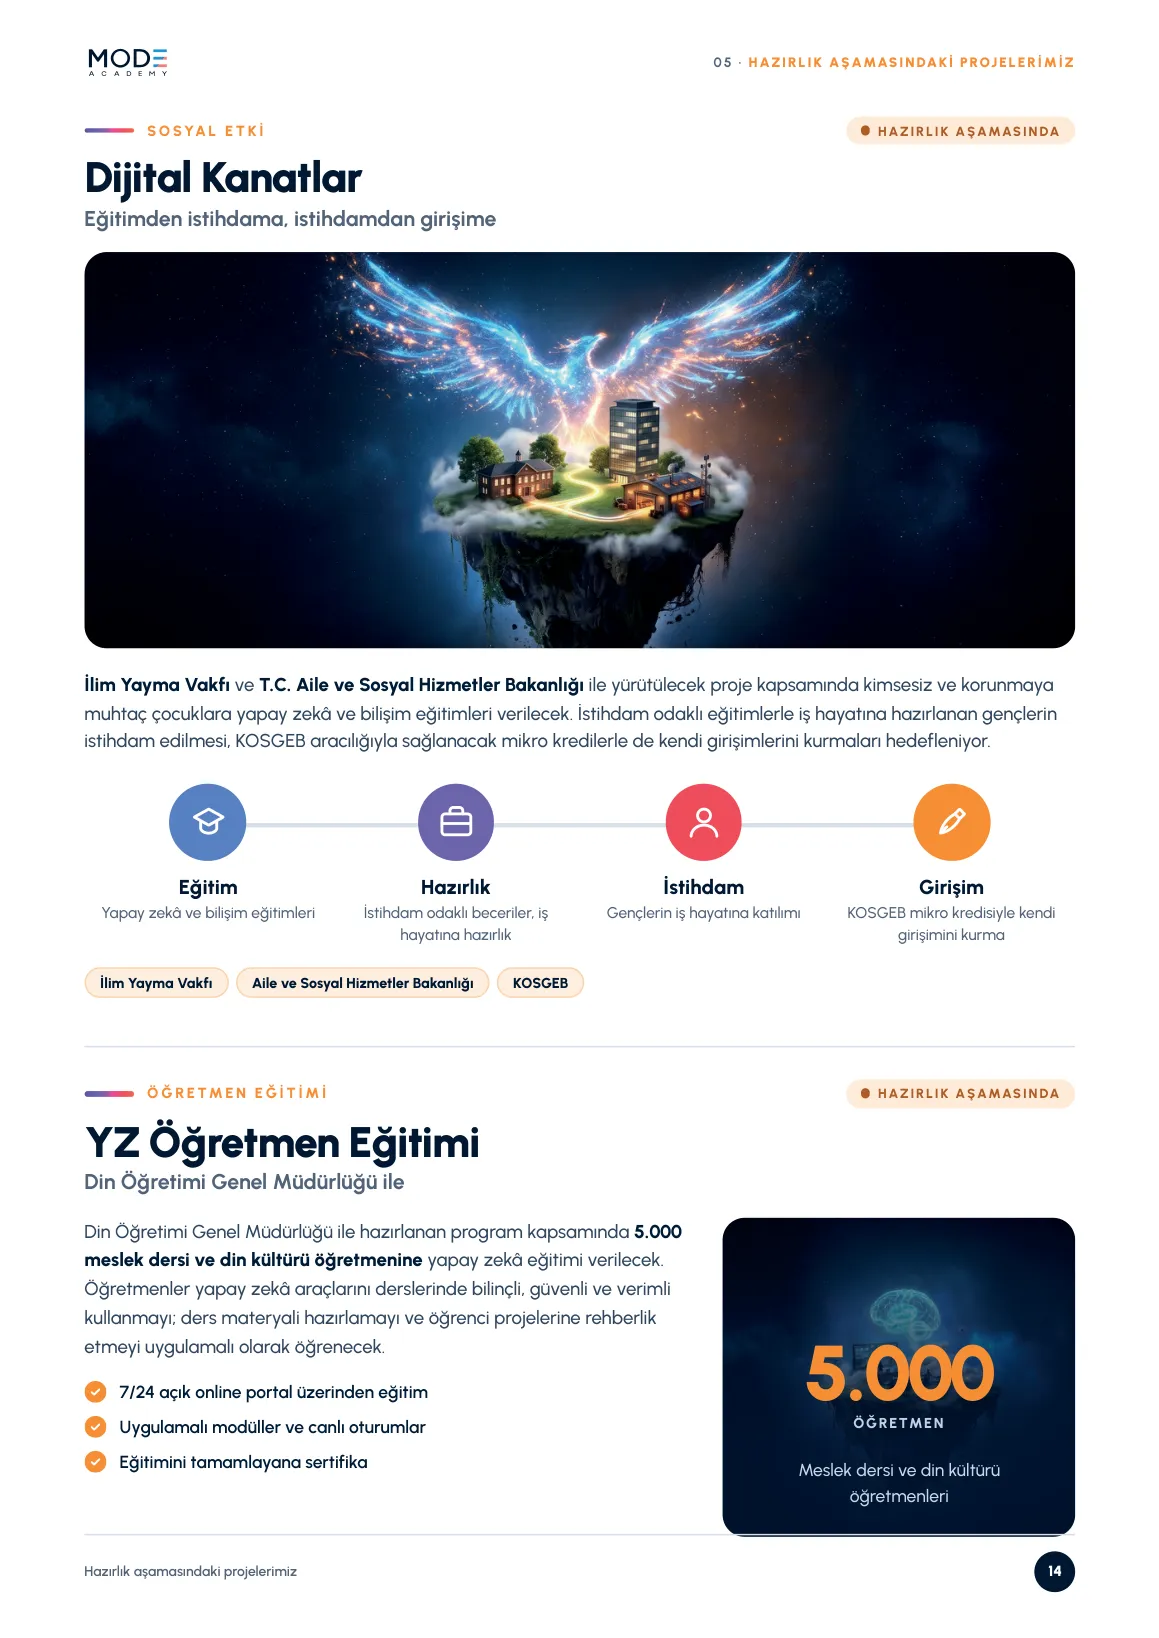 MODE
ACADEMY
05 · HAZIRLIK AŞAMASINDAKİ PROJELERİMİZ
SOSYAL ETKİ
HAZIRLIK AŞAMASINDA
Dijital Kanatlar
Eğitimden istihdama, istihdamdan girişime
İlim Yayma Vakfı ve T.C. Aile ve Sosyal Hizmetler Bakanlığı ile yürütülecek proje kapsamında kimsesiz ve korunmaya
muhtaç çocuklara yapay zekâ ve bilişim eğitimleri verilecek. İstihdam odaklı eğitimlerle iş hayatına hazırlanan gençlerin
istihdam edilmesi, KOSGEB aracılığıyla sağlanacak mikro kredilerle de kendi girişimlerini kurmaları hedefleniyor.
Eğitim
Yapay zekâ ve bilişim eğitimleri
Hazırlık
İstihdam odaklı beceriler, iş
hayatına hazırlık
İstihdam
Gençlerin iş hayatına katılımı
Girişim
KOSGEB mikro kredisiyle kendi
girişimini kurma
İlim Yayma Vakfı
Aile ve Sosyal Hizmetler Bakanlığı
KOSGEB
ÖĞRETMEN EĞİTİMİ
HAZIRLIK AŞAMASINDA
YZ Öğretmen Eğitimi
Din Öğretimi Genel Müdürlüğü ile
Din Öğretimi Genel Müdürlüğü ile hazırlanan program kapsamında 5.000
meslek dersi ve din kültürü öğretmenine yapay zekâ eğitimi verilecek.
Öğretmenler yapay zekâ araçlarını derslerinde bilinçli, güvenli ve verimli
kullanmayı; ders materyali hazırlamayı ve öğrenci projelerine rehberlik
etmeyi uygulamalı olarak öğrenecek.
7/24 açık online portal üzerinden eğitim
Uygulamalı modüller ve canlı oturumlar
Eğitimini tamamlayana sertifika
5.000
ÖĞRETMEN
Meslek dersi ve din kültürü
öğretmenleri
Hazırlık aşamasındaki projelerimiz
14